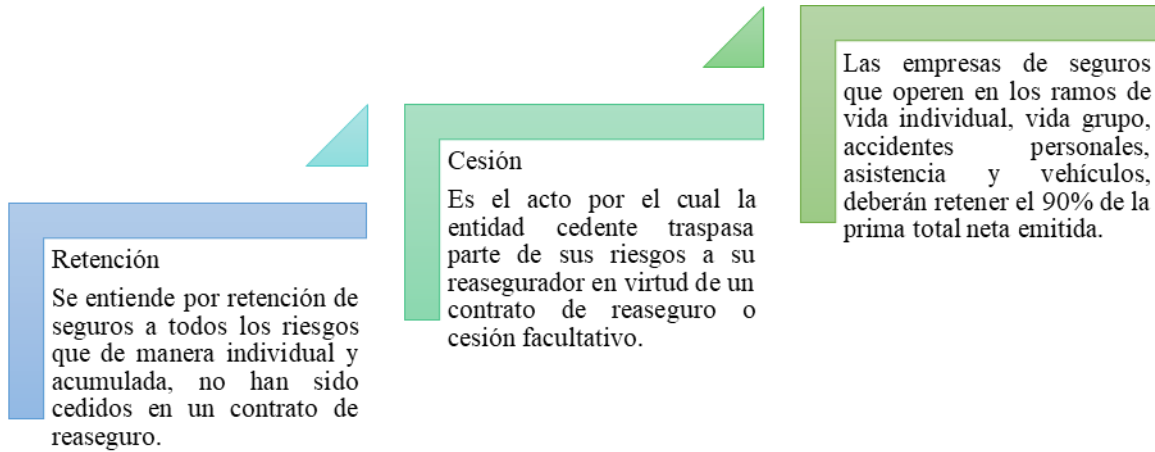 Retención
Se entiende por retención de
seguros a todos los riesgos
que de manera individual y
acumulada, no han sido
cedidos en un contrato de
reaseguro.
Cesión
Es el acto por el cual la
entidad cedente traspasa
parte de sus riesgos a su
reasegurador en virtud de un
contrato de reaseguro o
cesión facultativo.
Las empresas de seguros
que operen en los ramos de
vida individual, vida grupo,
accidentes personales,
asistencia y vehículos,
deberán retener el 90% de la
prima total neta emitida.